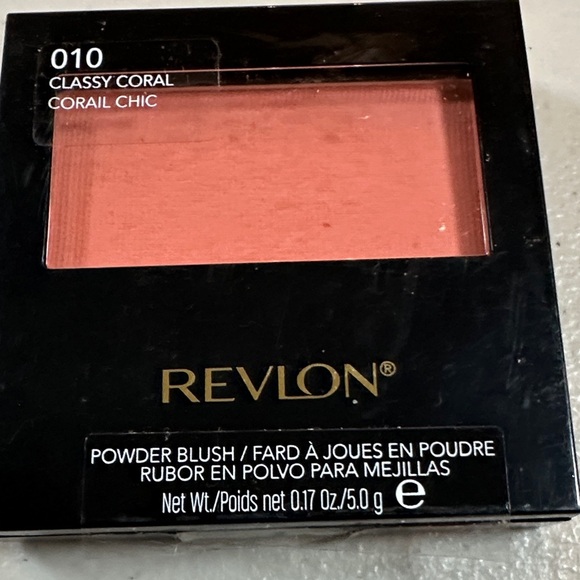 010
CLASSY CORAL
CORAIL CHIC
REVLON®
POWDER BLUSH / FARD À JOUES EN POUDRE
RUBOR EN POLVO PARA MEJILLAS
Net Wt./Poids net 0.17 Oz./5.0 g ℮